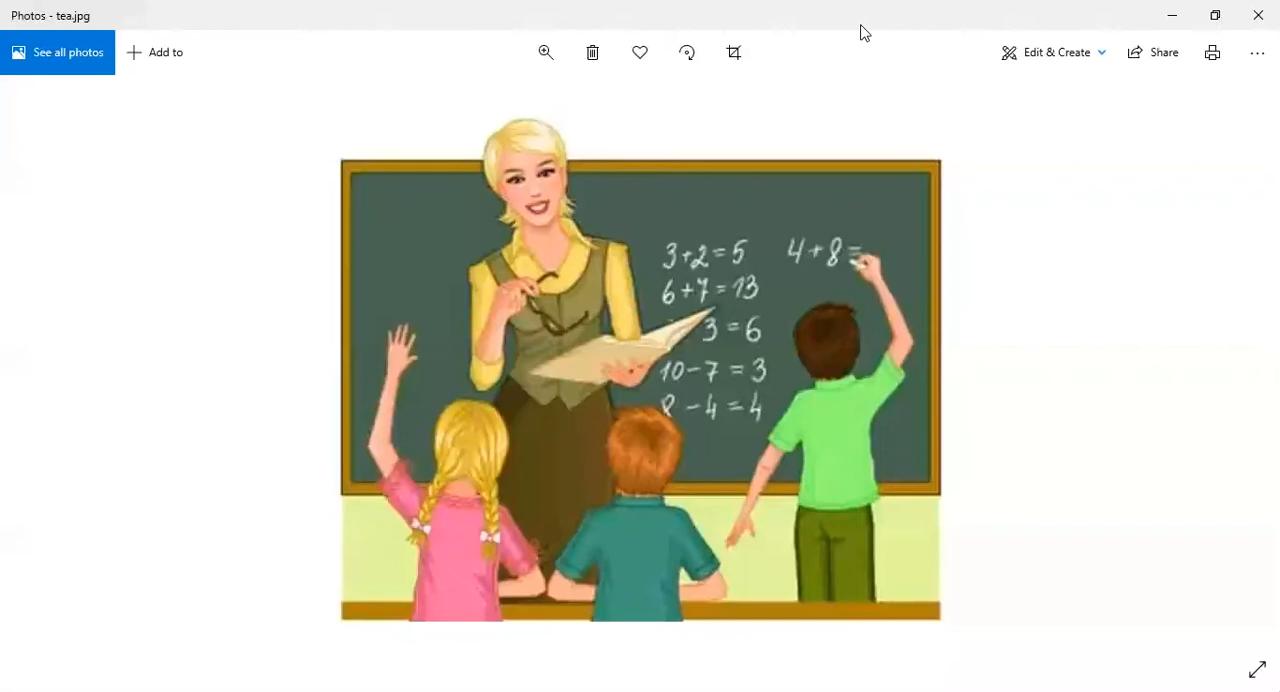 Photos - tea.jpg
See all photos
Add to
Edit & Create
Share
3+2=5
6+7=13
3=6
10-7=3
8-4=4
4+8=